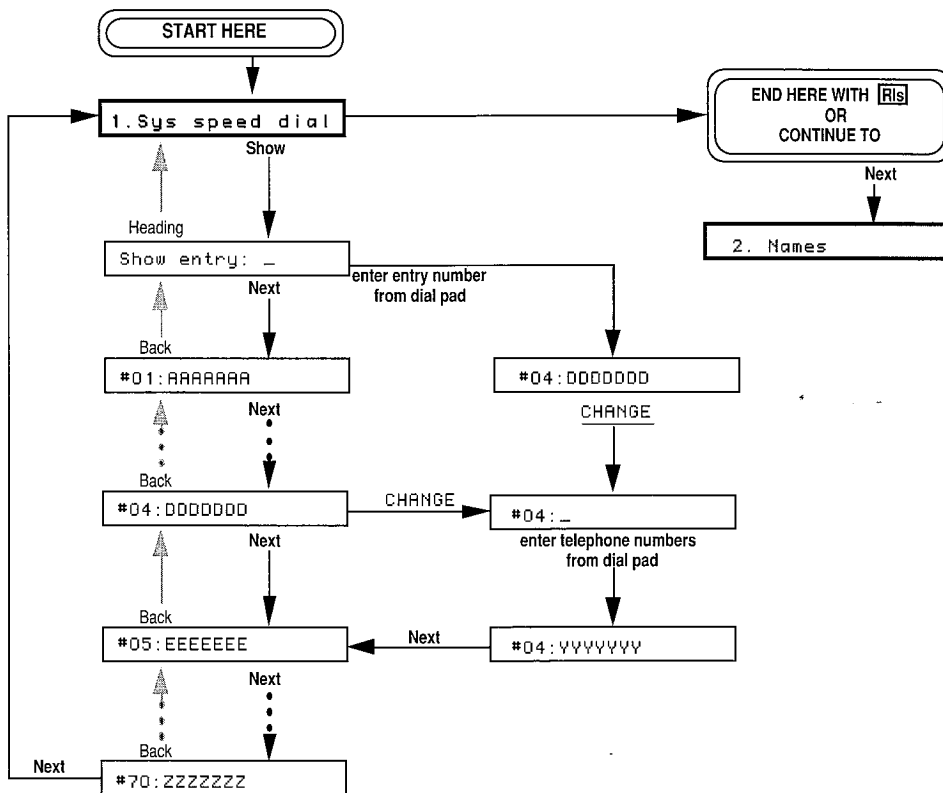 START HERE
1.Sys speed dial
Show
END HERE WITH Rls
OR
CONTINUE TO
Next
2. Names
Heading
Show entry: _
Next
enter entry number
from dial pad
Back
#01:AAAAAAA
Next
#04:DDDDDDD
CHANGE
Back
#04:DDDDDDD
CHANGE
#04:_
Next
enter telephone numbers
from dial pad
Back
#05:EEEEEEE
Next
#04:YYYYYYY
Next
Back
Next
#70:ZZZZZZZ